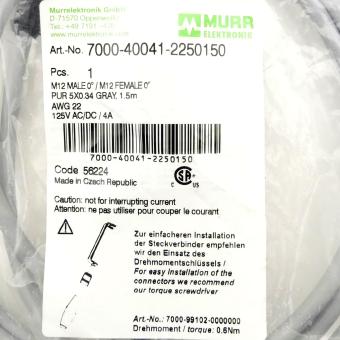 Murrelektronik GmbH
D-71570 Oppenweiler
www.murrelektronik.com
MURR
ELEKTRONIK
Art.-No. 7000-40041-2250150
Pcs. 1
M12 MALE 0° / M12 FEMALE 0°
PUR 5X0.34 GRAY, 1.5m
AWG 22
125V AC/DC / 4A
7000-40041-2250150
Code 56224
Made in Czech Republic
Caution: not for interrupting current
Attention: ne pas utiliser pour couper le courant
Zur einfacheren Installation
der Steckverbinder empfehlen
wir den Einsatz des
Drehmomentschlüssels /
For easy installation of the
connectors we recommend
our torque screwdriver
Art.-No.: 7000-99102-0000000
Drehmoment / torque: 0.6Nm